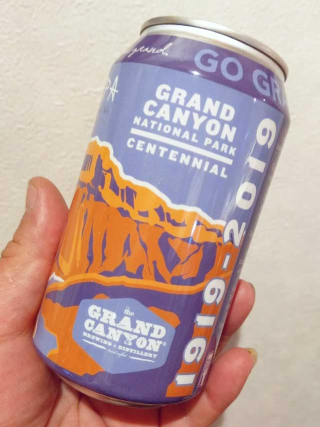 GO GR
GRAND
CANYON
NATIONAL PARK
CENTENNIAL
1919-2019
the
GRAND
CANYON
BREWING & DISTILLERY